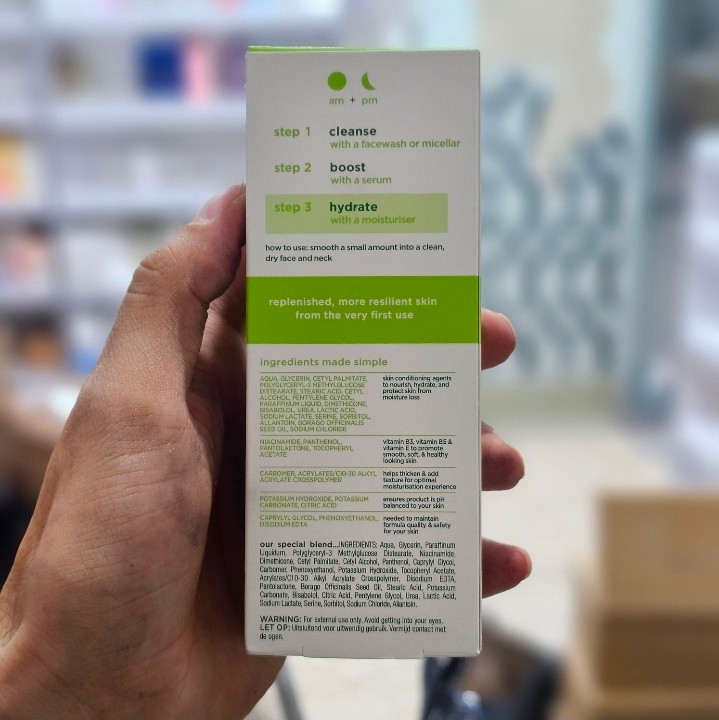 am + pm
step 1 cleanse
with a facewash or micellar
step 2 boost
with a serum
step 3 hydrate
with a moisturiser
how to use: smooth a small amount into a clean,
dry face and neck
replenished, more resilient skin
from the very first use
ingredients made simple
AQUA, GLYCERIN, CETYL PALMITATE,
POLYGLYCERYL-3 METHYLGLUCOSE
DISTEARATE, STEARIC ACID, CETYL
ALCOHOL, PENTYLENE GLYCOL,
PARAFFINUM LIQUID, DIMETHICONE,
BISABOLOL, UREA, LACTIC ACID,
SODIUM LACTATE, SERINE, SORBITOL,
ALLANTOIN, BORAGO OFFICINALIS
SEED OIL, SODIUM CHLORIDE
skin conditioning agents
to nourish, hydrate, and
protect skin from
moisture loss
NIACINAMIDE, PANTHENOL,
PANTOLACTONE, TOCOPHERYL
ACETATE
vitamin B3, vitamin B5 &
vitamin E to promote
smooth, soft, & healthy
looking skin
CARBOMER, ACRYLATES/C10-30 ALKYL
ACRYLATE CROSSPOLYMER
helps thicken & add
texture for optimal
moisturisation experience
POTASSIUM HYDROXIDE, POTASSIUM
CARBONATE, CITRIC ACID
ensures product is pH
balanced to your skin
CAPRYLYL GLYCOL, PHENOXYETHANOL,
DISODIUM EDTA
needed to maintain
formula quality & safety
for your skin
our special blend...INGREDIENTS: Aqua, Glycerin, Paraffinum
Liquidum, Polyglyceryl-3 Methylglucose Distearate, Niacinamide,
Dimethicone, Cetyl Palmitate, Cetyl Alcohol, Panthenol, Caprylyl Glycol,
Carbomer, Phenoxyethanol, Potassium Hydroxide, Tocopheryl Acetate,
Acrylates/C10-30 Alkyl Acrylate Crosspolymer, Disodium EDTA,
Pantolactone, Borago Officinalis Seed Oil, Stearic Acid, Potassium
Carbonate, Bisabolol, Citric Acid, Pentylene Glycol, Urea, Lactic Acid,
Sodium Lactate, Serine, Sorbitol, Sodium Chloride, Allantoin.
WARNING: For external use only. Avoid getting into your eyes.
LET OP: Uitsluitend voor uitwendig gebruik. Vermijd contact met
de ogen.